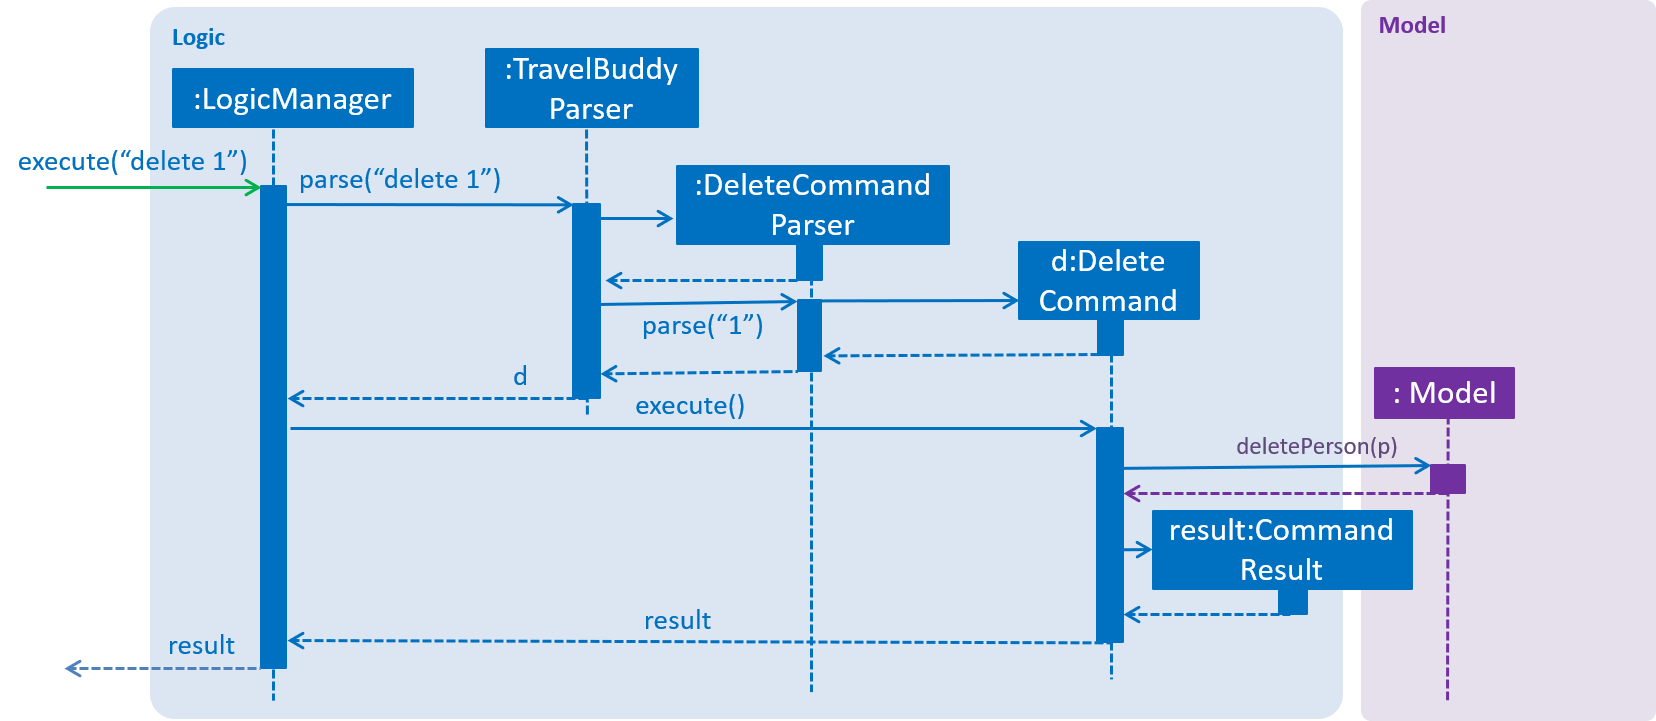 Logic
Model
:LogicManager
:TravelBuddy
Parser
execute(“delete 1”)
parse(“delete 1”)
:DeleteCommand
Parser
d:Delete
Command
parse(“1”)
d
execute()
: Model
deletePerson(p)
result:Command
Result
result
result